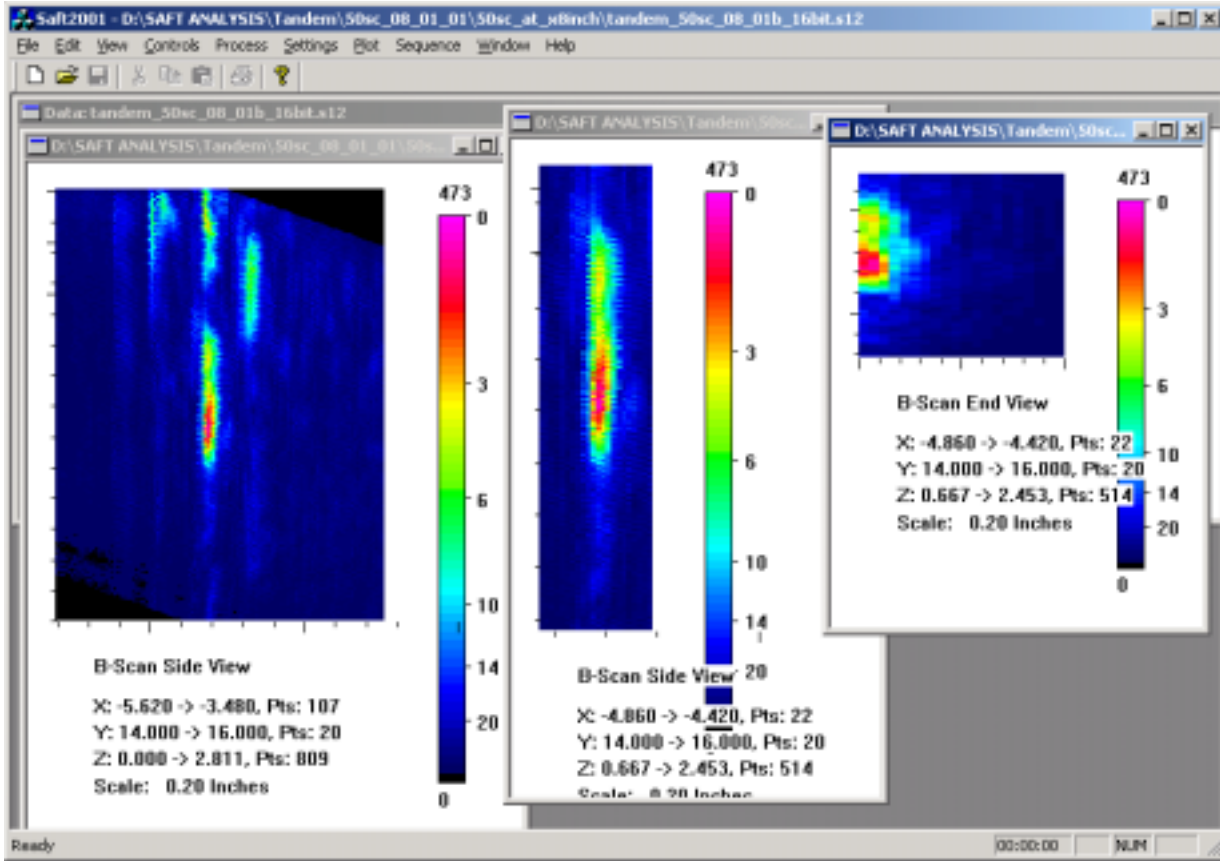 Saft2001 - D:\SAFT ANALYSIS\Tandem\50sc_08_01_01\50sc_at_x8inch\tandem_50sc_08_01b_16bit.s12
File Edit View Controls Process Settings Plot Sequence Window Help
Data: tandem_50sc_08_01b_16bit.s12
D:\SAFT ANALYSIS\Tandem\50sc_08_01_01\50s...
473
0
3
6
10
14
20
0
B-Scan Side View
X: -5.620 -> -3.480, Pts: 107
Y: 14.000 -> 16.000, Pts: 20
Z: 0.000 -> 2.811, Pts: 809
Scale: 0.20 Inches
D:\SAFT ANALYSIS\Tandem\50sc...
473
0
3
6
10
14
20
B-Scan Side View
X: -4.860 -> -4.420, Pts: 22
Y: 14.000 -> 16.000, Pts: 20
Z: 0.667 -> 2.453, Pts: 514
Scale: 0.20 Inches
D:\SAFT ANALYSIS\Tandem\50sc...
473
0
3
6
10
14
20
0
B-Scan End View
X: -4.860 -> -4.420, Pts: 22
Y: 14.000 -> 16.000, Pts: 20
Z: 0.667 -> 2.453, Pts: 514
Scale: 0.20 Inches
Ready
00:00:00
NUM